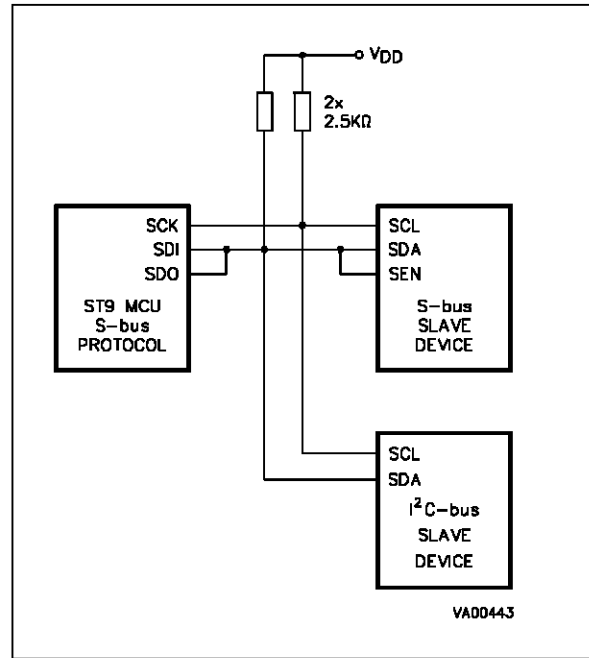 VDD
2x
2.5KΩ
SCK
SDI
SDO
ST9 MCU
S-bus
PROTOCOL
SCL
SDA
SEN
S-bus
SLAVE
DEVICE
SCL
SDA
I²C-bus
SLAVE
DEVICE
VA00443